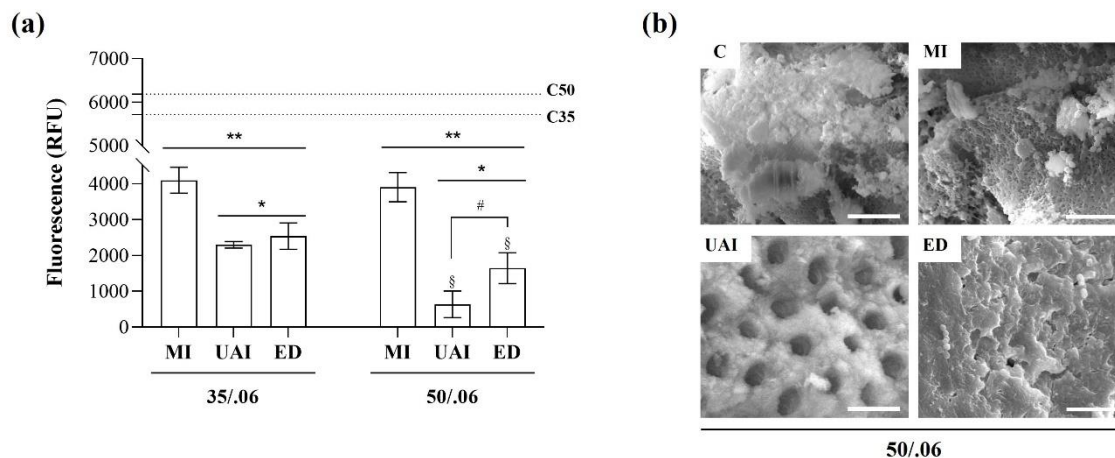 (a)
7000
6000
5000
4000
3000
2000
1000
0
Fluorescence (RFU)
C50
C35
** **
* *
#
§ §
MI UAI ED MI UAI ED
35/.06 50/.06
(b)
C MI
UAI ED
50/.06